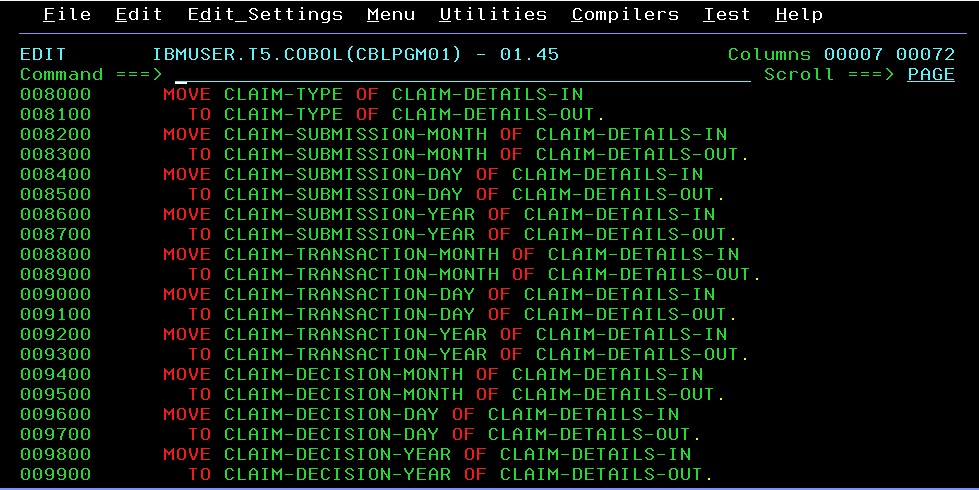 File  Edit  Edit_Settings  Menu  Utilities  Compilers  Test  Help
EDIT       IBMUSER.T5.COBOL(CBLPGM01) - 01.45              Columns 00007 00072
Command ===>                                                  Scroll ===> PAGE
008000      MOVE CLAIM-TYPE OF CLAIM-DETAILS-IN
008100        TO CLAIM-TYPE OF CLAIM-DETAILS-OUT.
008200      MOVE CLAIM-SUBMISSION-MONTH OF CLAIM-DETAILS-IN
008300        TO CLAIM-SUBMISSION-MONTH OF CLAIM-DETAILS-OUT.
008400      MOVE CLAIM-SUBMISSION-DAY OF CLAIM-DETAILS-IN
008500        TO CLAIM-SUBMISSION-DAY OF CLAIM-DETAILS-OUT.
008600      MOVE CLAIM-SUBMISSION-YEAR OF CLAIM-DETAILS-IN
008700        TO CLAIM-SUBMISSION-YEAR OF CLAIM-DETAILS-OUT.
008800      MOVE CLAIM-TRANSACTION-MONTH OF CLAIM-DETAILS-IN
008900        TO CLAIM-TRANSACTION-MONTH OF CLAIM-DETAILS-OUT.
009000      MOVE CLAIM-TRANSACTION-DAY OF CLAIM-DETAILS-IN
009100        TO CLAIM-TRANSACTION-DAY OF CLAIM-DETAILS-OUT.
009200      MOVE CLAIM-TRANSACTION-YEAR OF CLAIM-DETAILS-IN
009300        TO CLAIM-TRANSACTION-YEAR OF CLAIM-DETAILS-OUT.
009400      MOVE CLAIM-DECISION-MONTH OF CLAIM-DETAILS-IN
009500        TO CLAIM-DECISION-MONTH OF CLAIM-DETAILS-OUT.
009600      MOVE CLAIM-DECISION-DAY OF CLAIM-DETAILS-IN
009700        TO CLAIM-DECISION-DAY OF CLAIM-DETAILS-OUT.
009800      MOVE CLAIM-DECISION-YEAR OF CLAIM-DETAILS-IN
009900        TO CLAIM-DECISION-YEAR OF CLAIM-DETAILS-OUT.